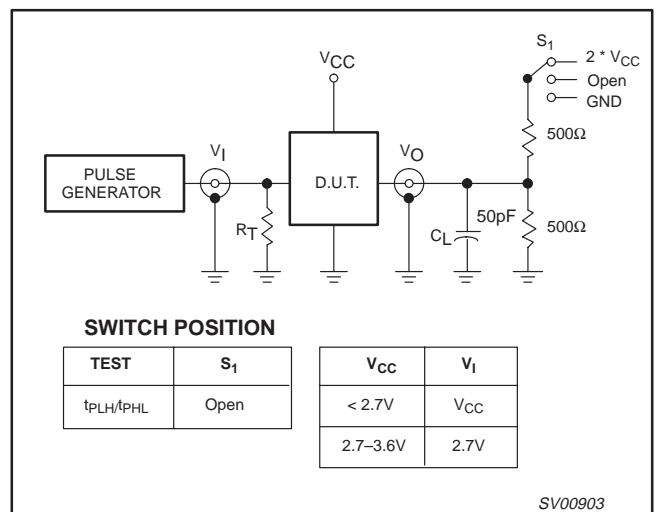 S1
2 * VCC
Open
GND
VCC
500Ω
VI
VO
PULSE
GENERATOR
D.U.T.
50pF
RT
CL
500Ω
SWITCH POSITION
TEST S1
tPLH/tPHL Open
VCC VI
< 2.7V VCC
2.7–3.6V 2.7V
SV00903